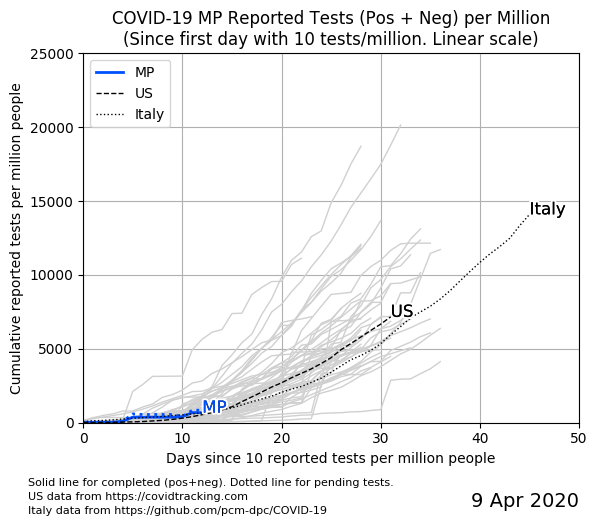 COVID-19 MP Reported Tests (Pos + Neg) per Million
(Since first day with 10 tests/million. Linear scale)
25000
20000
15000
10000
5000
0
Cumulative reported tests per million people
MP
US
Italy
Italy
US
MP
0 10 20 30 40 50
Days since 10 reported tests per million people
Solid line for completed (pos+neg). Dotted line for pending tests.
US data from https://covidtracking.com
Italy data from https://github.com/pcm-dpc/COVID-19
9 Apr 2020